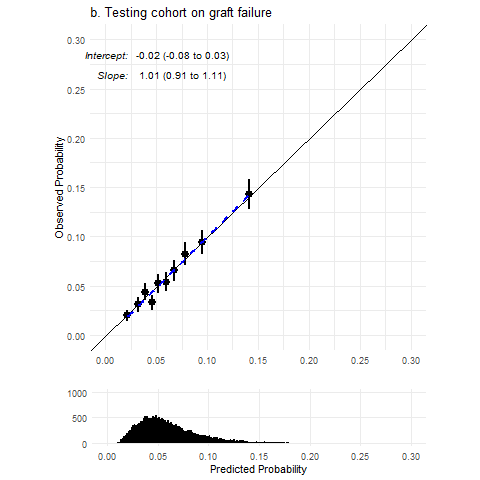 b. Testing cohort on graft failure
Intercept: -0.02 (-0.08 to 0.03)
Slope: 1.01 (0.91 to 1.11)
Observed Probability
0.30
0.25
0.20
0.15
0.10
0.05
0.00
0.00 0.05 0.10 0.15 0.20 0.25 0.30
1000
500
0
0.00 0.05 0.10 0.15 0.20 0.25 0.30
Predicted Probability